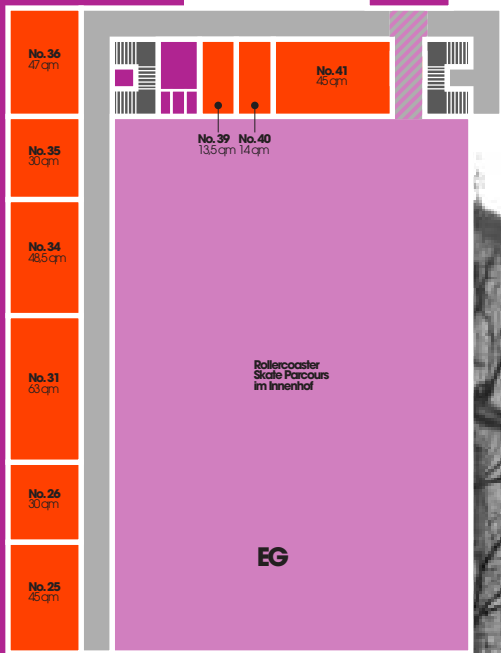 No. 36
47 qm
No. 41
45 qm
No. 39
13,5 qm
No. 40
14 qm
No. 35
30 qm
No. 34
48,5 qm
Rollercoaster
Skate Parcours
im Innenhof
No. 31
63 qm
No. 26
30 qm
EG
No. 25
45 qm